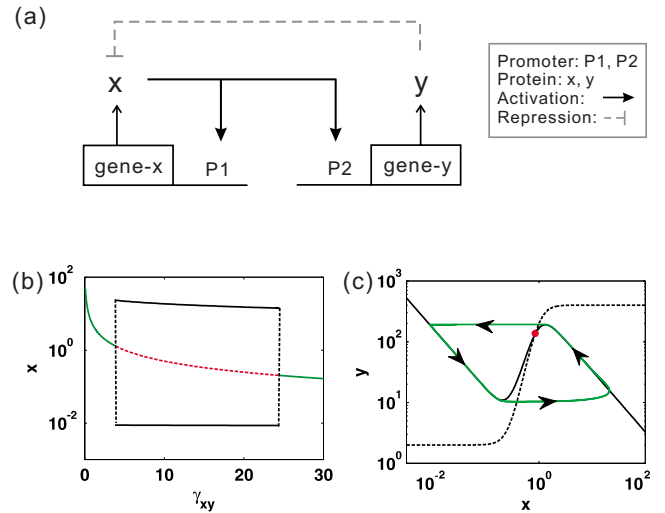 (a)
x
y
gene-x
P1
P2
gene-y
Promoter: P1, P2
Protein: x, y
Activation:
Repression:
(b)
10^2
10^0
10^-2
x
0 10 20 30
γ_xy
(c)
10^3
10^2
10^1
10^0
y
10^-2 10^0 10^2
x